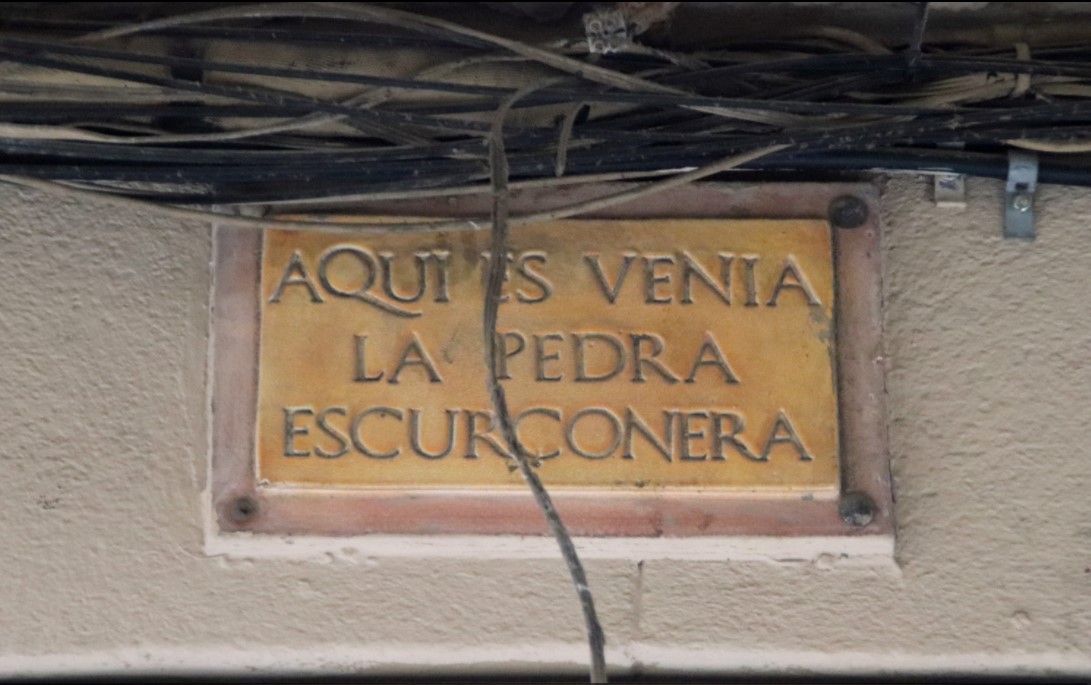 AQUI ES VENIA
LA PEDRA
ESCURÇONERA